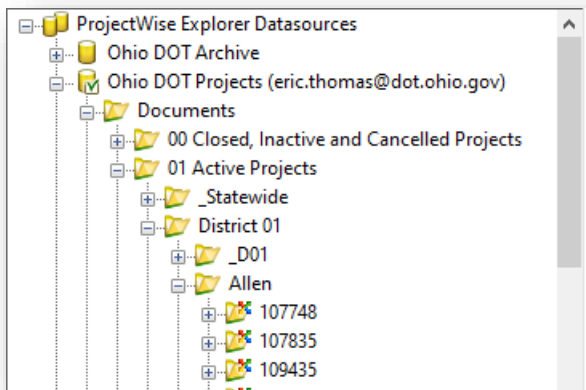 ProjectWise Explorer Datasources
Ohio DOT Archive
Ohio DOT Projects (eric.thomas@dot.ohio.gov)
Documents
00 Closed, Inactive and Cancelled Projects
01 Active Projects
_Statewide
District 01
_D01
Allen
107748
107835
109435